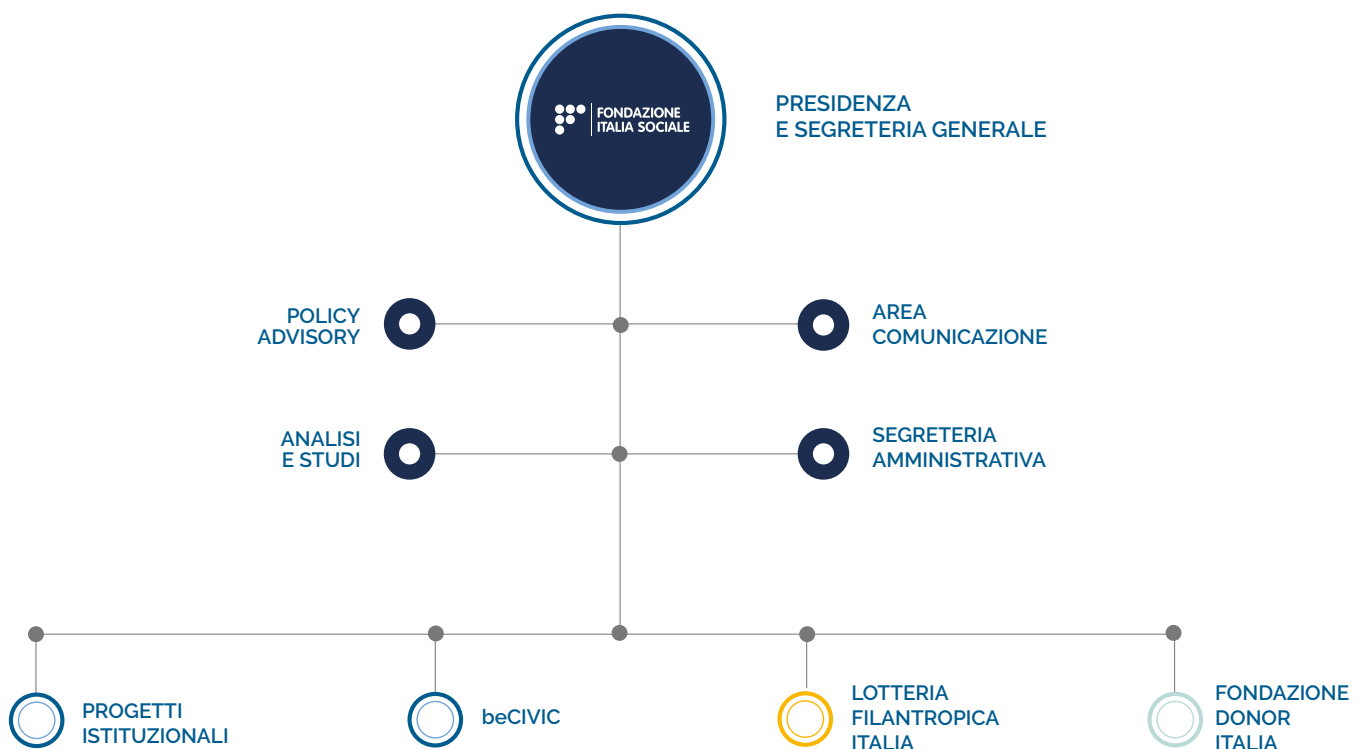 FONDAZIONE
ITALIA SOCIALE
PRESIDENZA
E SEGRETERIA GENERALE
POLICY
ADVISORY
AREA
COMUNICAZIONE
ANALISI
E STUDI
SEGRETERIA
AMMINISTRATIVA
PROGETTI
ISTITUZIONALI
beCIVIC
LOTTERIA
FILANTROPICA
ITALIA
FONDAZIONE
DONOR
ITALIA